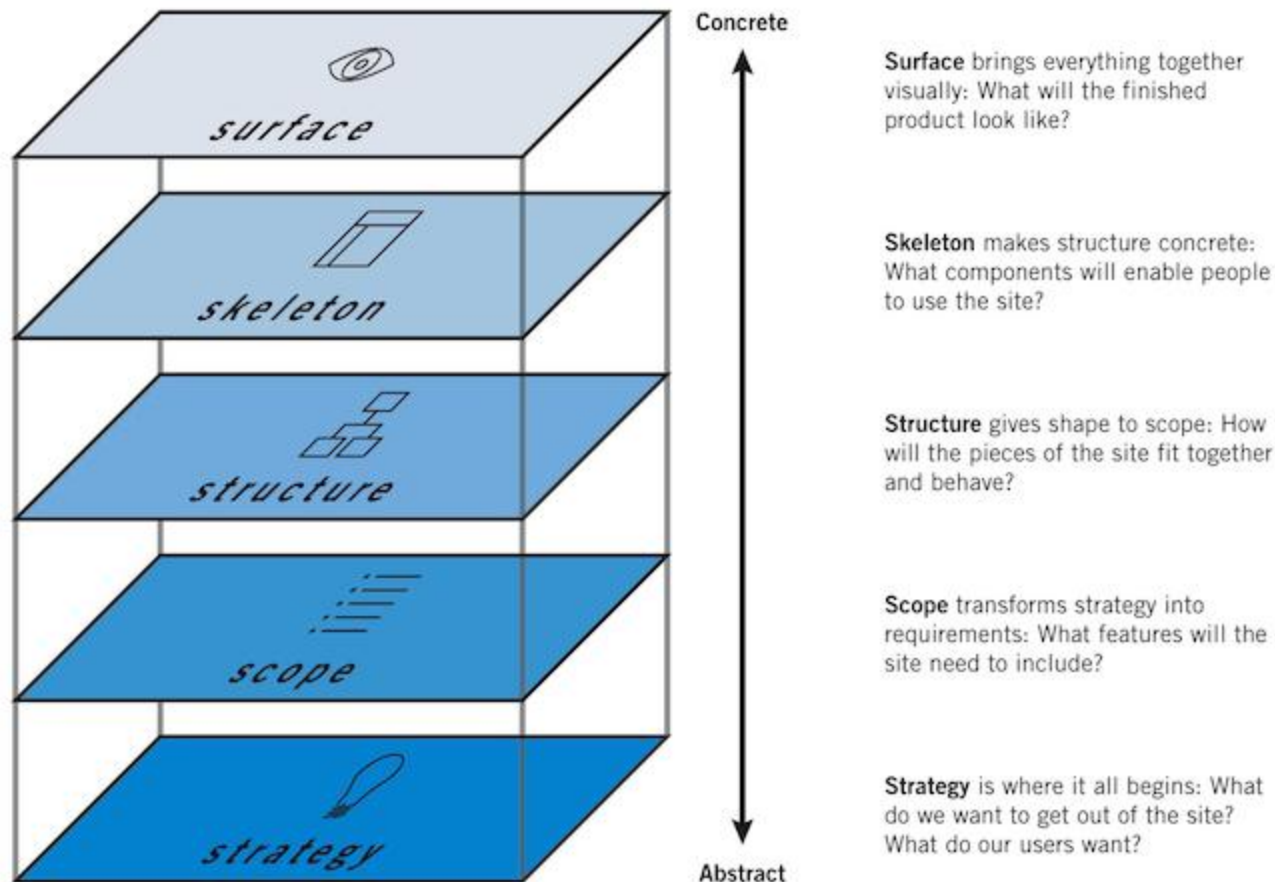 Concrete
surface
Surface brings everything together
visually: What will the finished
product look like?
skeleton
Skeleton makes structure concrete:
What components will enable people
to use the site?
structure
Structure gives shape to scope: How
will the pieces of the site fit together
and behave?
scope
Scope transforms strategy into
requirements: What features will the
site need to include?
strategy
Strategy is where it all begins: What
do we want to get out of the site?
What do our users want?
Abstract